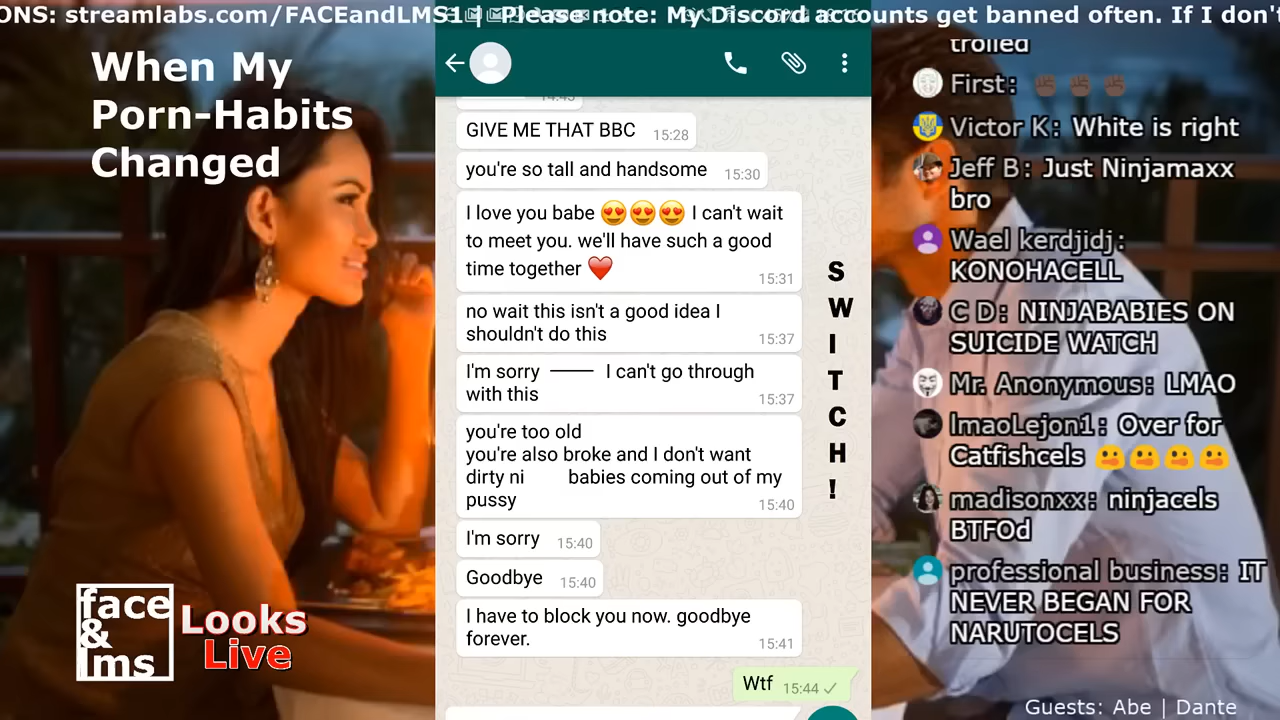 ONS: streamlabs.com/FACEandLMS1 | Please note: My Discord accounts get banned often. If I don't
When My
Porn-Habits
Changed
14:45
GIVE ME THAT BBC 15:28
you're so tall and handsome 15:30
I love you babe 😍😍😍 I can't wait
to meet you. we'll have such a good
time together ❤️ 15:31
no wait this isn't a good idea I
shouldn't do this 15:37
I'm sorry —— I can't go through
with this 15:37
you're too old
you're also broke and I don't want
dirty ni babies coming out of my
pussy 15:40
I'm sorry 15:40
Goodbye 15:40
I have to block you now. goodbye
forever. 15:41
Wtf 15:44 ✓
S
W
I
T
C
H
!
trolled
First: ✊🏾✊🏾✊🏾
Victor K: White is right
Jeff B: Just Ninjamaxx
bro
Wael kerdjidj:
KONOHACELL
C D: NINJABABIES ON
SUICIDE WATCH
Mr. Anonymous: LMAO
lmaoLejon1: Over for
Catfishcels
madisonxx: ninjacels
BTFOd
professional business: IT
NEVER BEGAN FOR
NARUTOCELS
face
&
lms
Looks
Live
Guests: Abe | Dante